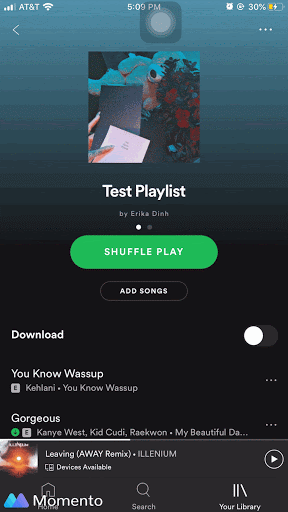 AT&T
5:09 PM
30%
Test Playlist
by Erika Dinh
SHUFFLE PLAY
ADD SONGS
Download
You Know Wassup
E Kehlani • You Know Wassup
Gorgeous
E Kanye West, Kid Cudi, Raekwon • My Beautiful Da...
Leaving (AWAY Remix) • ILLENIUM
Devices Available
Home
Search
Your Library
Momento